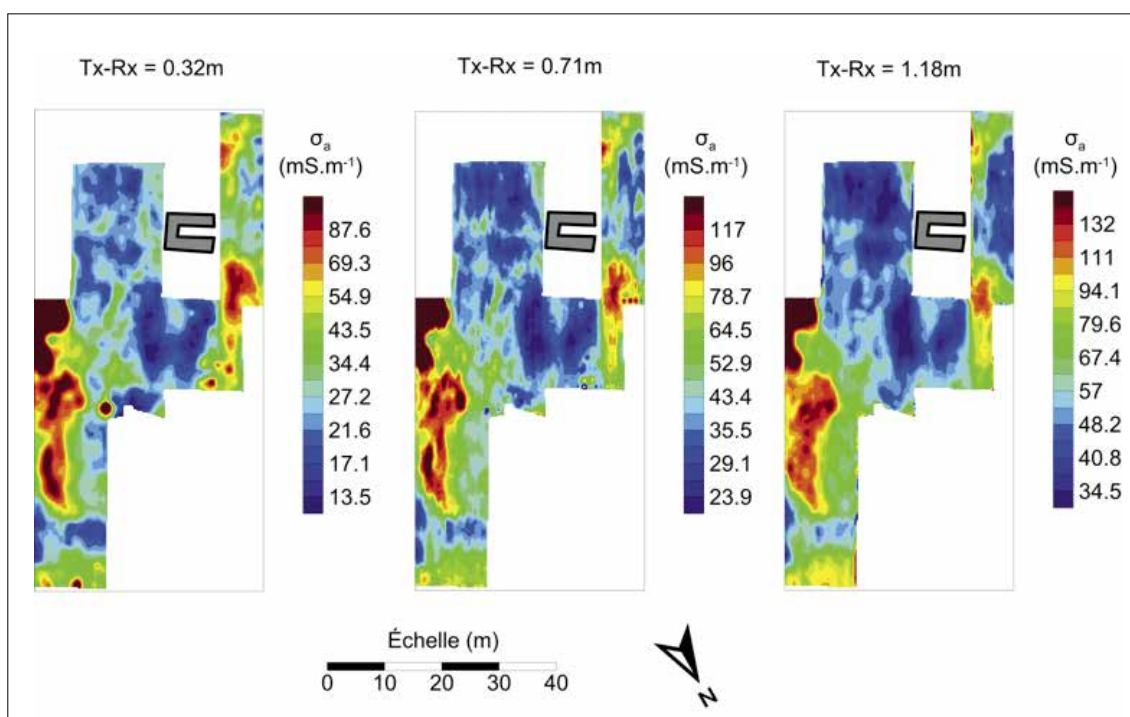 Tx-Rx = 0.32m
Tx-Rx = 0.71m
Tx-Rx = 1.18m
σa
(mS.m⁻¹)
87.6
69.3
54.9
43.5
34.4
27.2
21.6
17.1
13.5
σa
(mS.m⁻¹)
117
96
78.7
64.5
52.9
43.4
35.5
29.1
23.9
σa
(mS.m⁻¹)
132
111
94.1
79.6
67.4
57
48.2
40.8
34.5
Échelle (m)
0 10 20 30 40
N